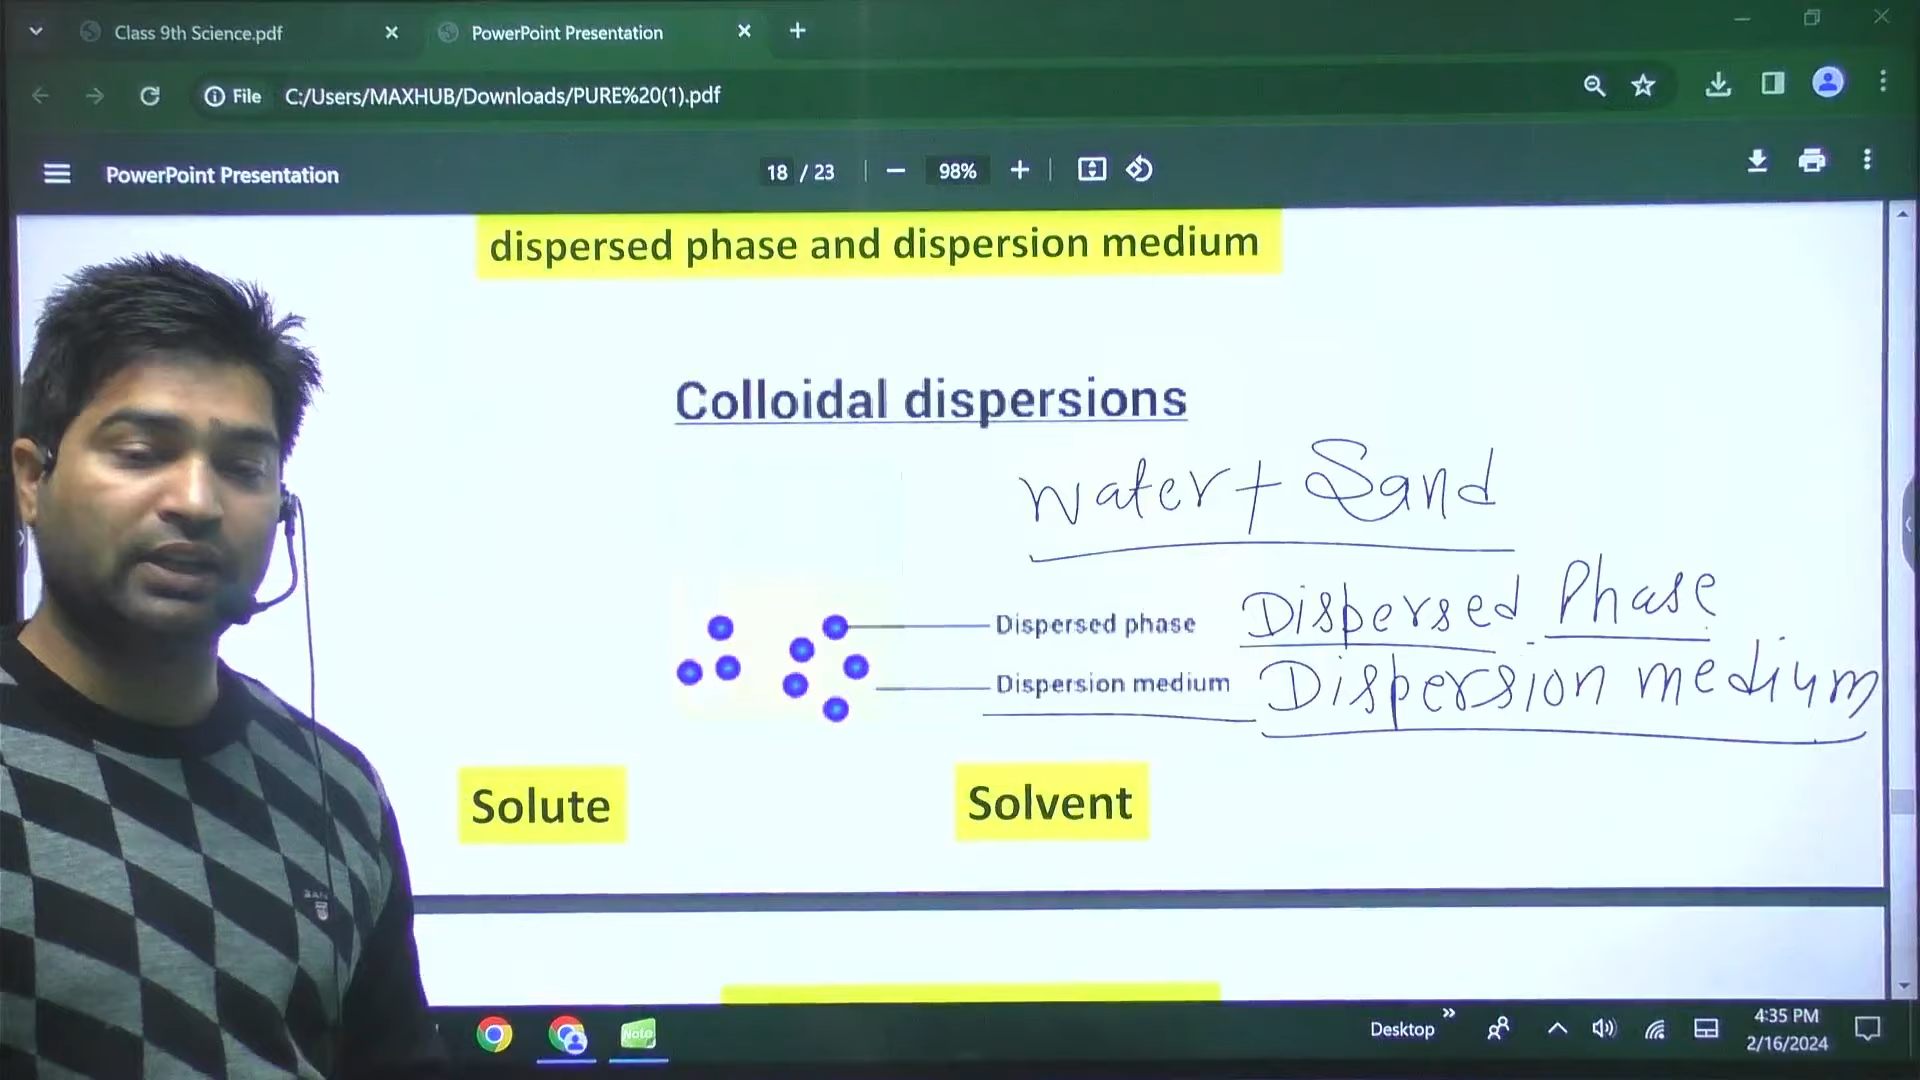 Class 9th Science.pdf
PowerPoint Presentation
File
C:/Users/MAXHUB/Downloads/PURE%20(1).pdf
PowerPoint Presentation
18 / 23
98%
dispersed phase and dispersion medium
Colloidal dispersions
Water + Sand
Dispersed phase
Dispersed Phase
Dispersion medium
Dispersion medium
Solute
Solvent
Note
Desktop
4:35 PM
2/16/2024